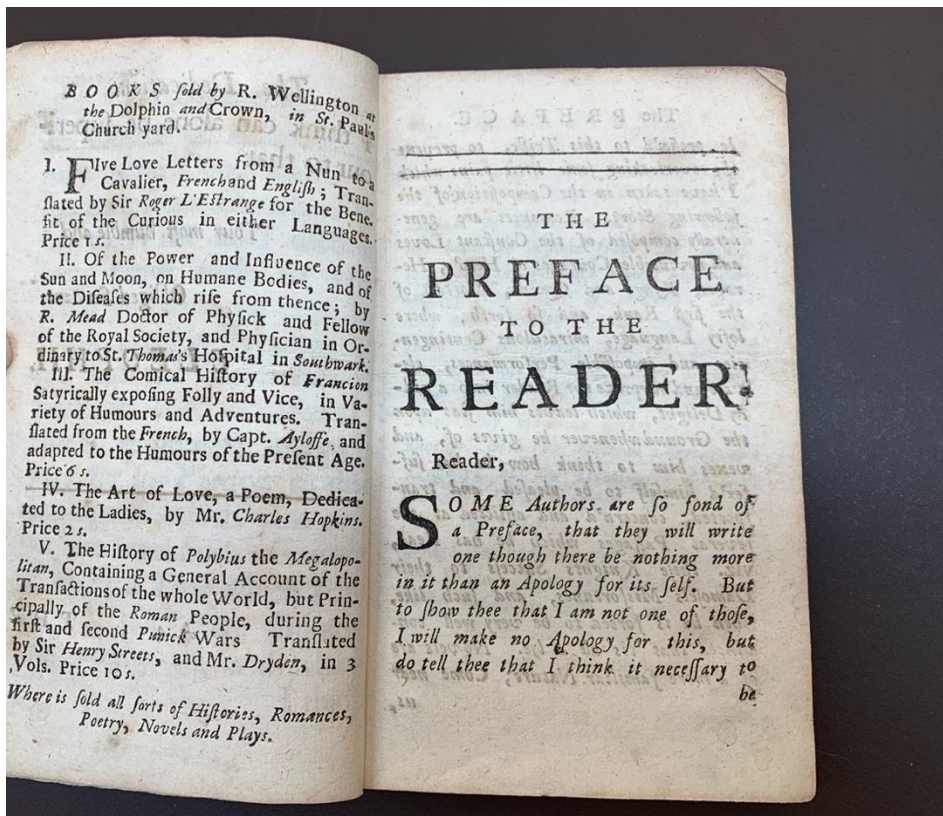 BOOKS ſold by R. Wellington at
the Dolphin and Crown, in St. Paul's
Church yard.
I. FIve Love Letters from a Nun to a
Cavalier, French and Engliſh; Tran-
ſlated by Sir Roger L'Eſtrange for the Bene-
fit of the Curious in either Languages.
Price 1 s.
II. Of the Power and Influence of the
Sun and Moon, on Humane Bodies, and of
the Diſeaſes which riſe from thence; by
R. Mead Doctor of Phyſick and Fellow
of the Royal Society, and Phyſician in Or-
dinary to St. Thomas's Hoſpital in Southwark.
III. The Comical Hiſtory of Francion
Satyrically expoſing Folly and Vice, in Va-
riety of Humours and Adventures. Tran-
ſlated from the French, by Capt. Ayloffe, and
adapted to the Humours of the Preſent Age.
Price 6 s.
IV. The Art of Love, a Poem, Dedica-
ted to the Ladies, by Mr. Charles Hopkins.
Price 2 s.
V. The Hiſtory of Polybius the Megalopo-
litan, Containing a General Account of the
Tranſactions of the whole World, but Prin-
cipally of the Roman People, during the
firſt and ſecond Punick Wars Tranſlated
by Sir Henry Streets, and Mr. Dryden, in 3
Vols. Price 10 s.
Where is ſold all ſorts of Hiſtories, Romances,
Poetry, Novels and Plays.
THE
PREFACE
TO THE
READER.
Reader,
SOME Authors are ſo fond of
a Preface, that they will write
one though there be nothing more
in it than an Apology for its ſelf. But
to ſhow thee that I am not one of thoſe,
I will make no Apology for this, but
do tell thee that I think it neceſſary to
be